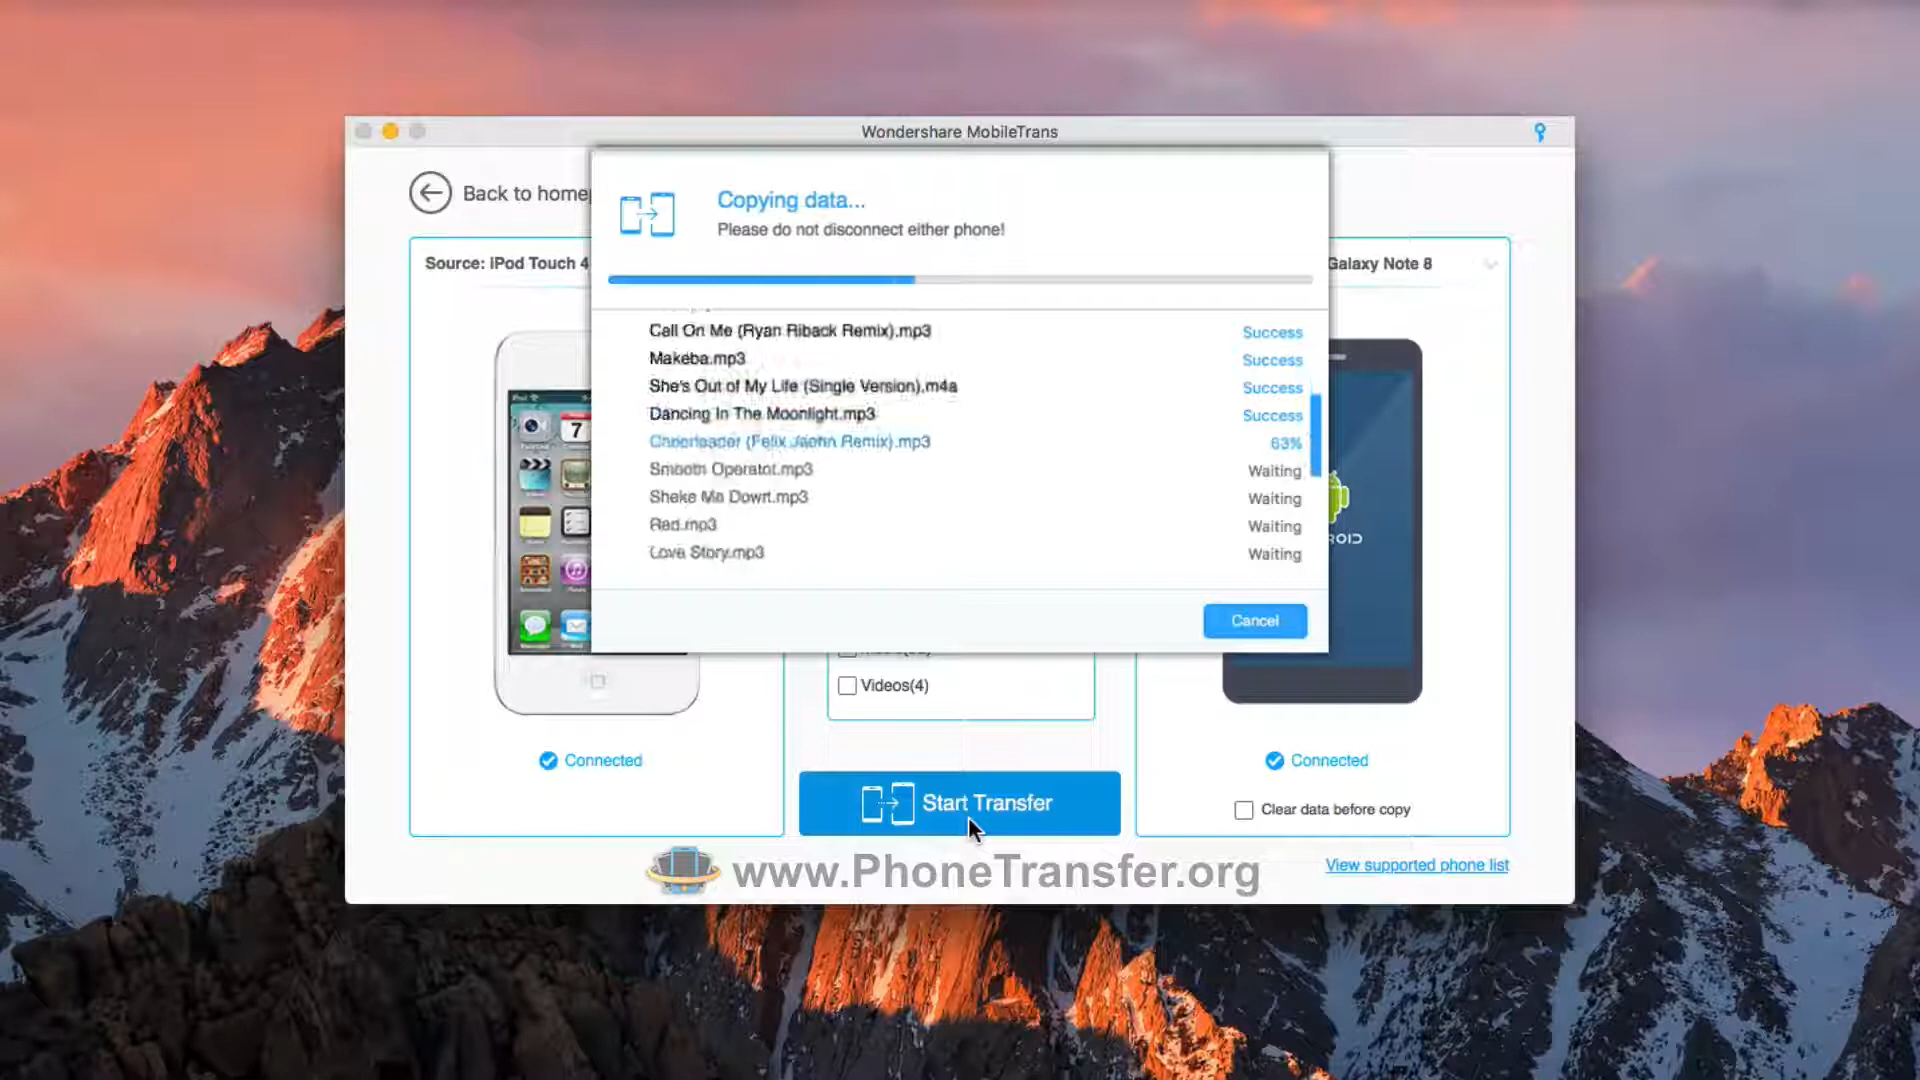 Wondershare MobileTrans
Back to home
Copying data...
Please do not disconnect either phone!
Source: iPod Touch 4
Galaxy Note 8
Call On Me (Ryan Riback Remix).mp3 Success
Makeba.mp3 Success
She's Out of My Life (Single Version).m4a Success
Dancing In The Moonlight.mp3 Success
Cheerleader (Felix Jaehn Remix).mp3 63%
Smooth Operator.mp3 Waiting
Shake Me Down.mp3 Waiting
Red.mp3 Waiting
Love Story.mp3 Waiting
7
ROID
Cancel
Videos(4)
Connected
Connected
Start Transfer
Clear data before copy
www.PhoneTransfer.org
View supported phone list